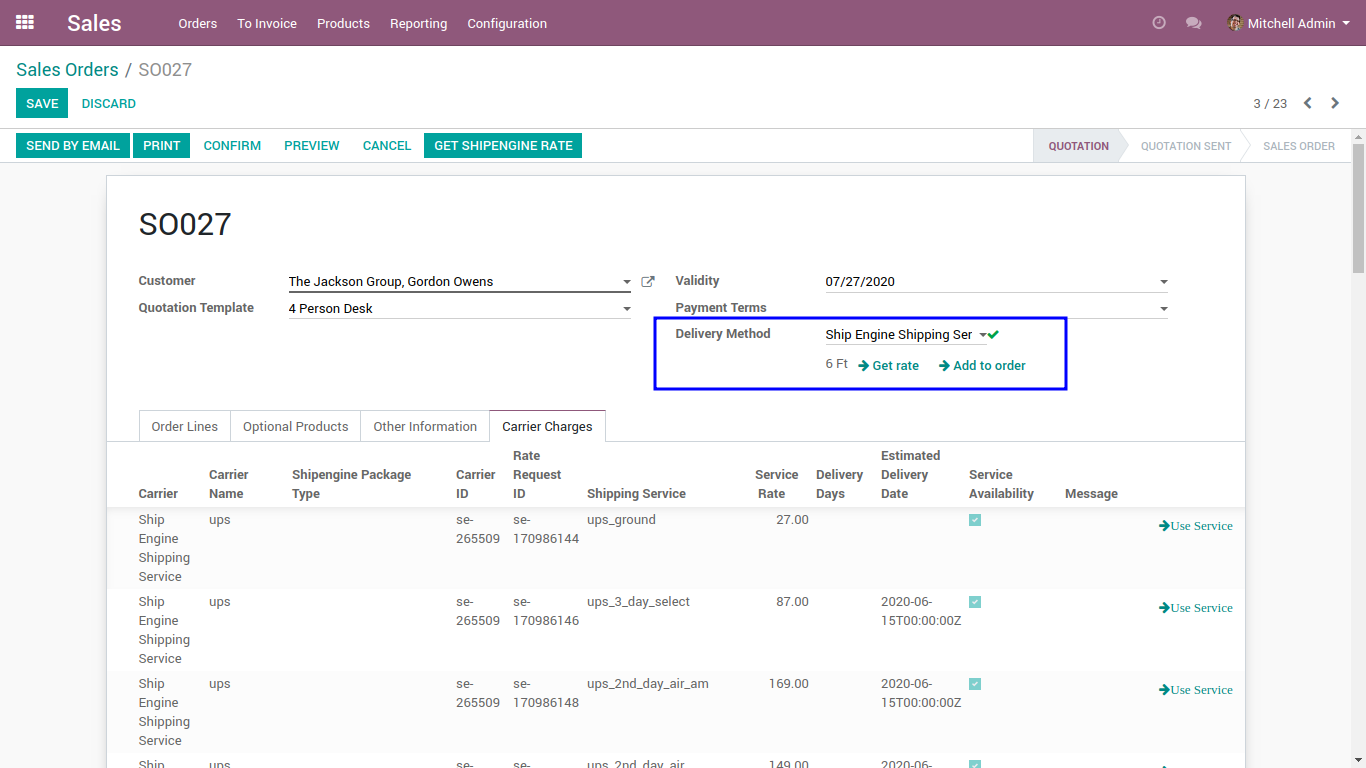 Sales Orders To Invoice Products Reporting Configuration Mitchell Admin
Sales Orders / SO027
SAVE DISCARD 3 / 23
SEND BY EMAIL PRINT CONFIRM PREVIEW CANCEL GET SHIPENGINE RATE QUOTATION QUOTATION SENT SALES ORDER
SO027
Customer The Jackson Group, Gordon Owens Validity 07/27/2020
Quotation Template 4 Person Desk Payment Terms
Delivery Method Ship Engine Shipping Ser
6 Ft Get rate Add to order
Order Lines Optional Products Other Information Carrier Charges
Rate Estimated
Carrier Shipengine Package Carrier Request Service Delivery Delivery Service
Carrier Name Type ID ID Shipping Service Rate Days Date Availability Message
Ship ups se- se- ups_ground 27.00 Use Service
Engine 265509 170986144
Shipping
Service
Ship ups se- se- ups_3_day_select 87.00 2020-06- Use Service
Engine 265509 170986146 15T00:00:00Z
Shipping
Service
Ship ups se- se- ups_2nd_day_air_am 169.00 2020-06- Use Service
Engine 265509 170986148 15T00:00:00Z
Shipping
Service
Ship ups se- se- ups_2nd_day_air 149.00 2020-06-